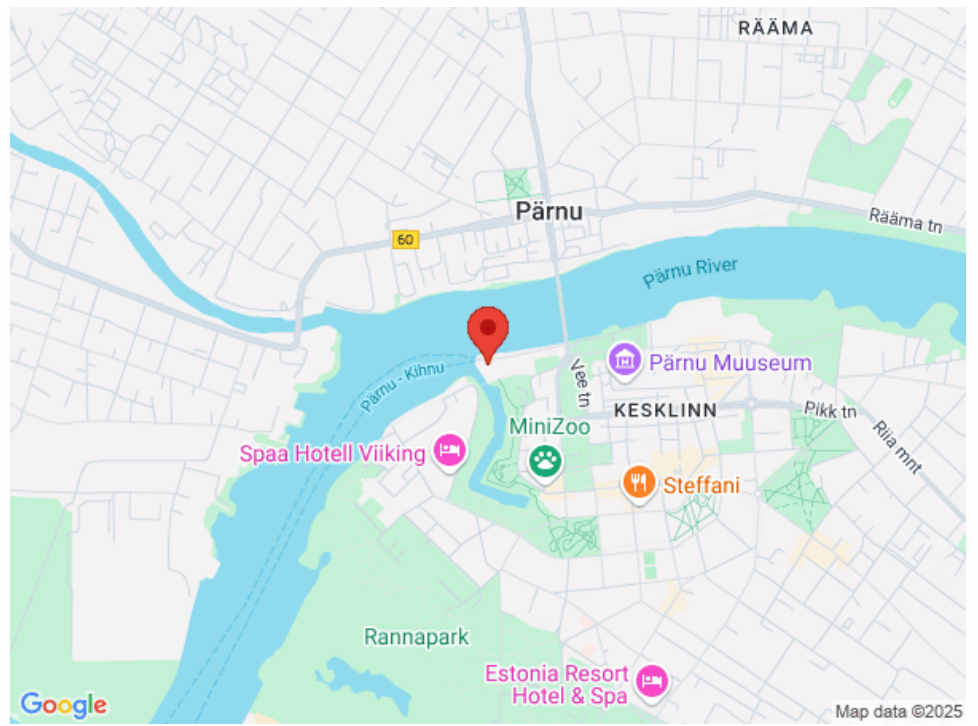 RÄÄMA
Pärnu
60
Rääma tn
Pärnu River
Pärnu - Kihnu
Vee tn
Pärnu Muuseum
KESKLINN
Pikk tn
Riia mnt
MiniZoo
Spaa Hotell Viiking
Steffani
Rannapark
Estonia Resort
Hotel & Spa
Google
Map data ©2025